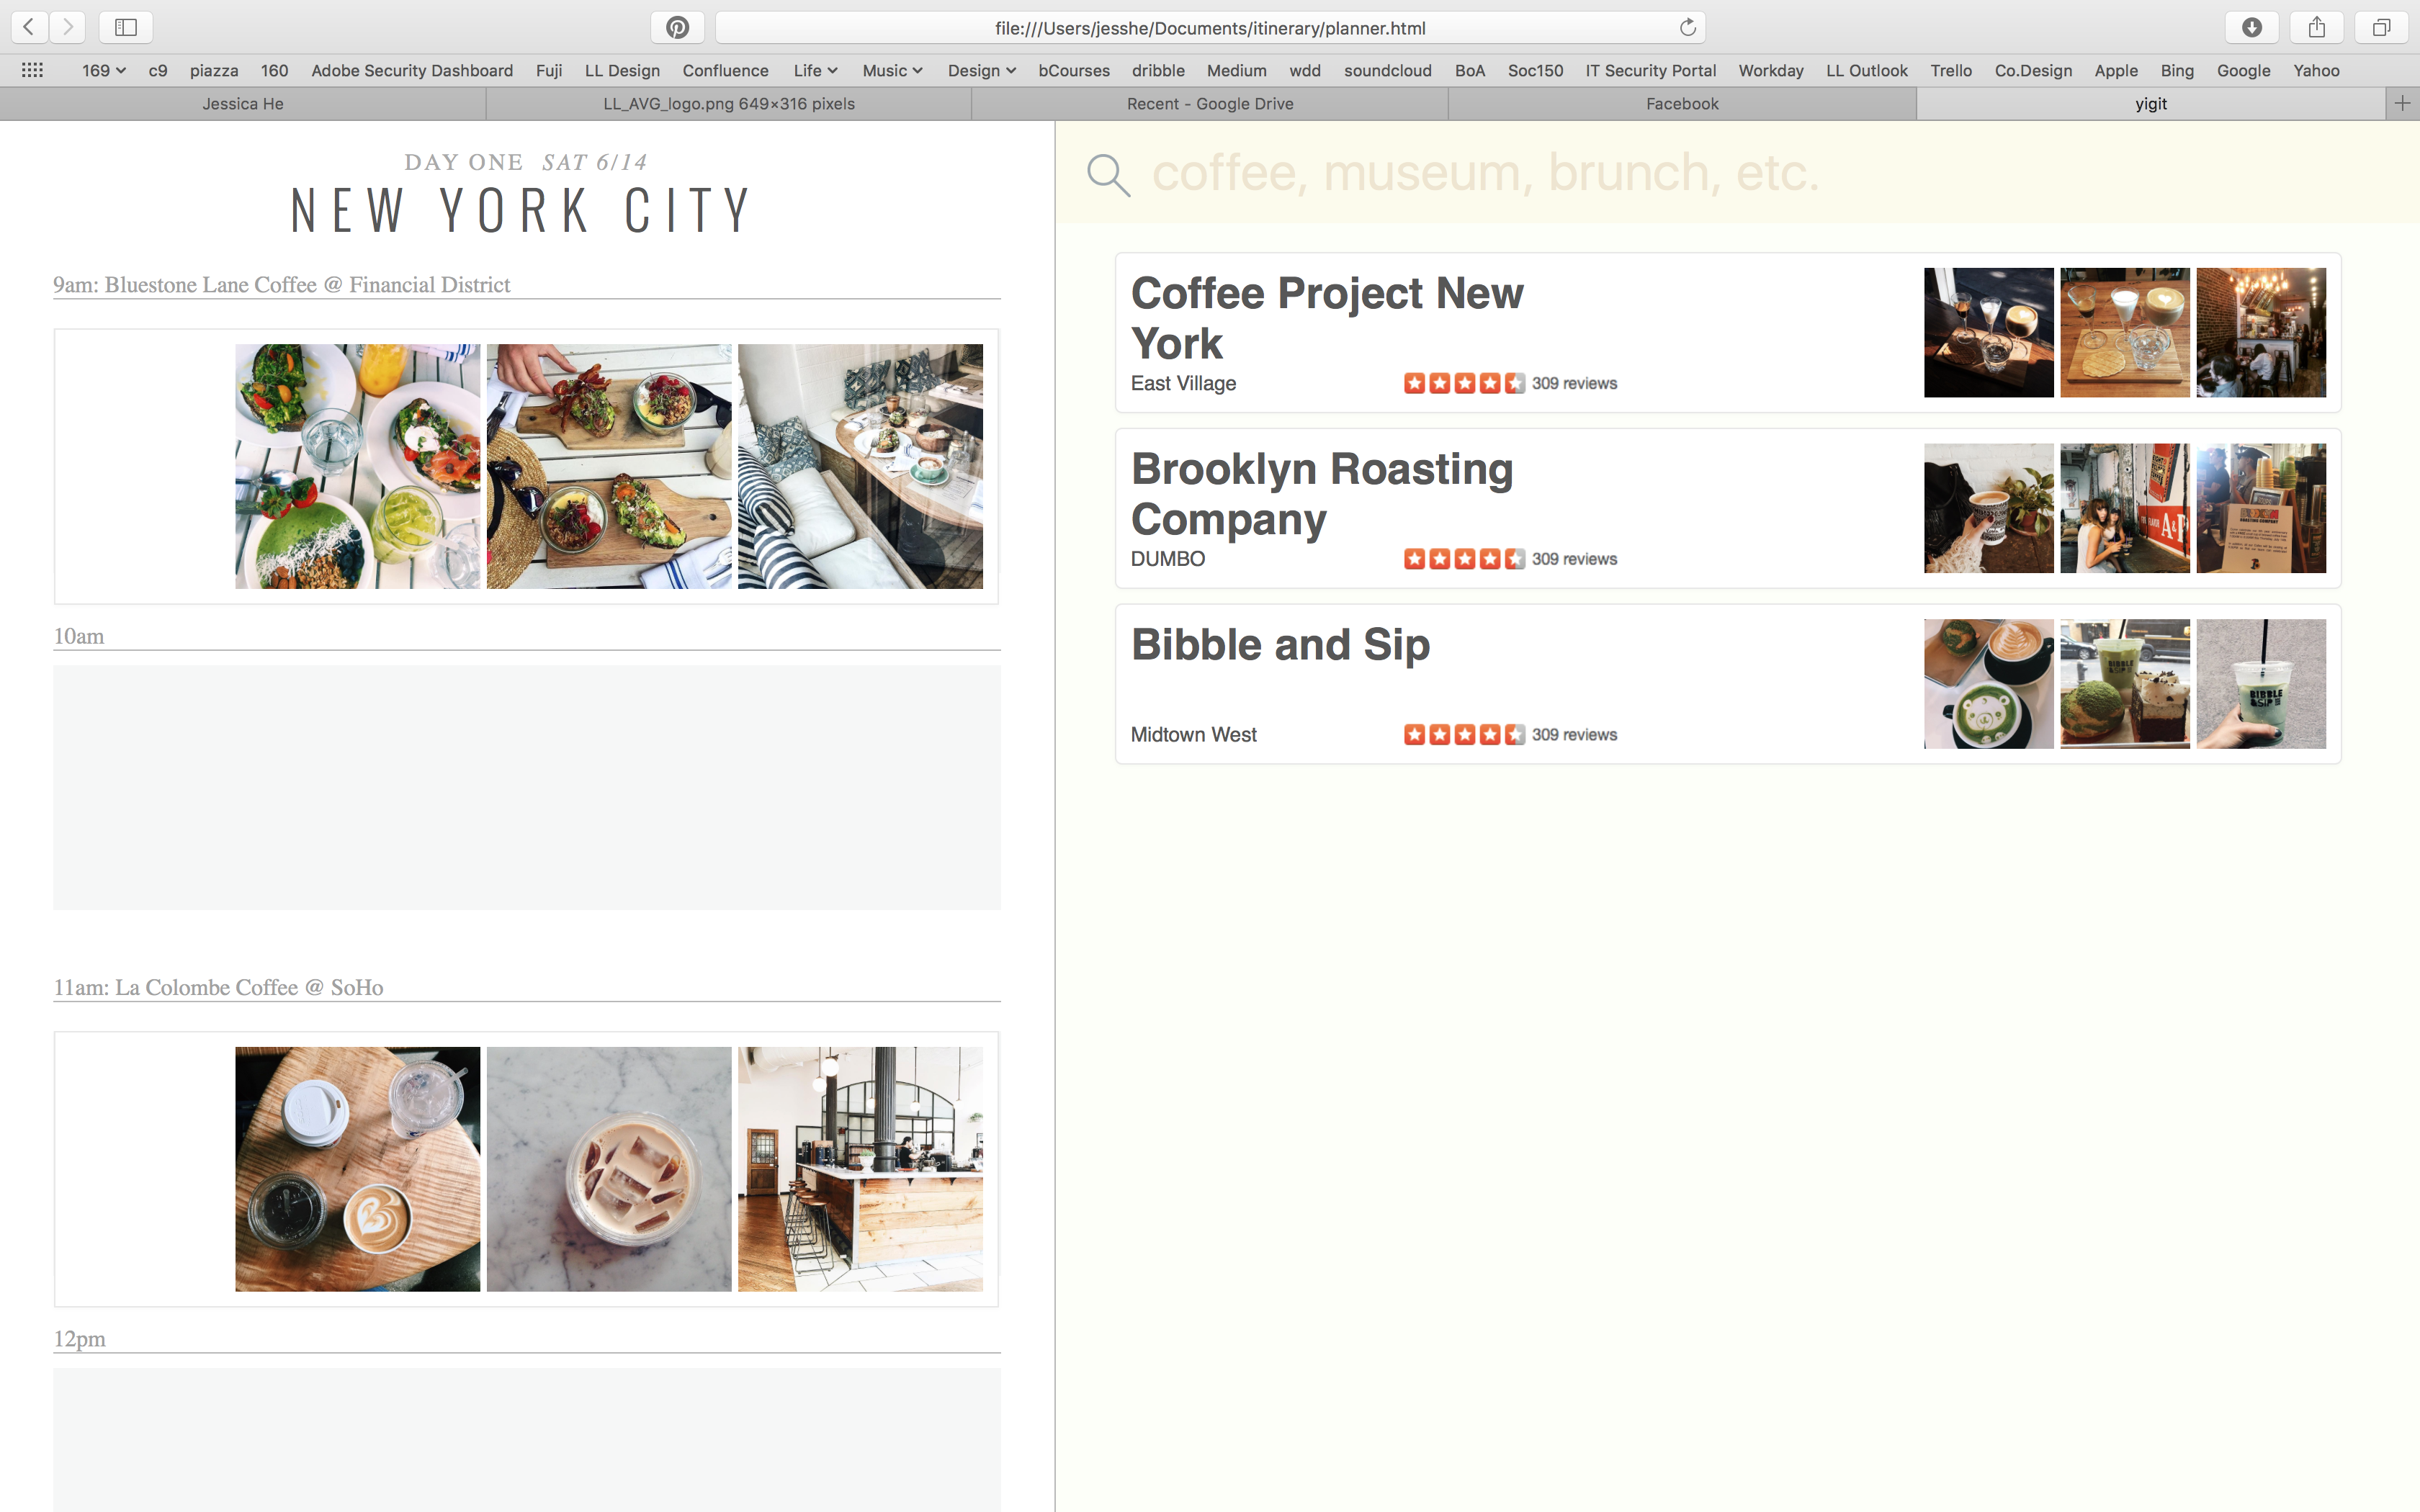 file:///Users/jesshe/Documents/itinerary/planner.html
169 c9 piazza 160 Adobe Security Dashboard Fuji LL Design Confluence Life Music Design bCourses dribble Medium wdd soundcloud BoA Soc150 IT Security Portal Workday LL Outlook Trello Co.Design Apple Bing Google Yahoo
Jessica He LL_AVG_logo.png 649×316 pixels Recent - Google Drive Facebook yigit
DAY ONE SAT 6/14
NEW YORK CITY
9am: Bluestone Lane Coffee @ Financial District
10am
11am: La Colombe Coffee @ SoHo
12pm
coffee, museum, brunch, etc.
Coffee Project New
York
East Village 309 reviews
Brooklyn Roasting
Company
DUMBO 309 reviews
A&P
Bibble and Sip
Midtown West 309 reviews
BIBBLE
&SIP
BIBBLE
&SIP